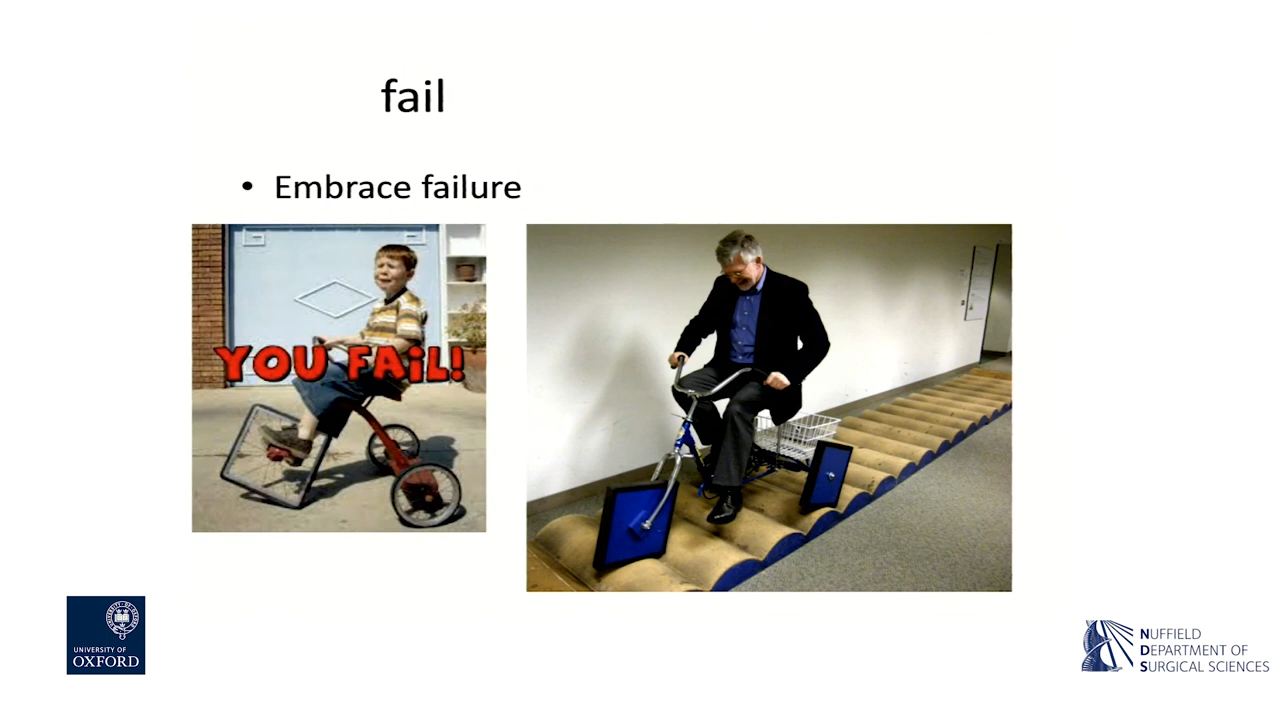 fail
• Embrace failure
YOU FAiL!
UNIVERSITY OF
OXFORD
NUFFIELD
DEPARTMENT OF
SURGICAL SCIENCES